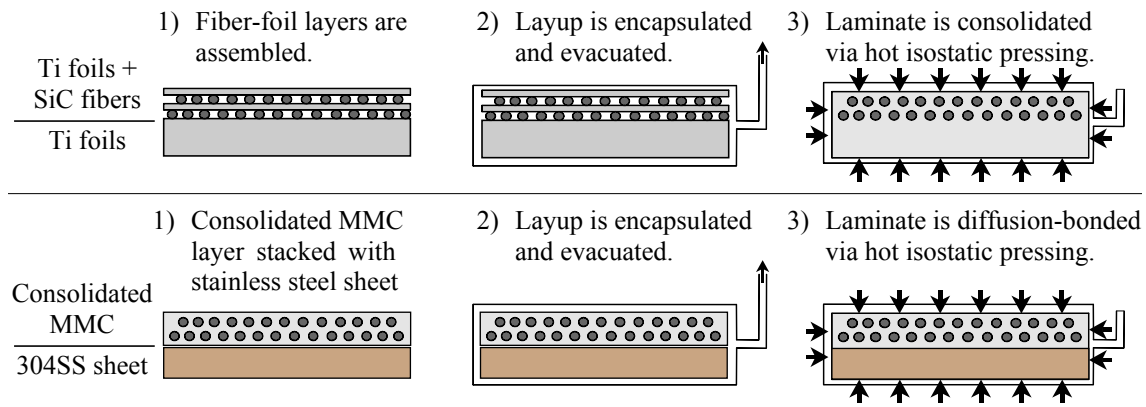 1) Fiber-foil layers are
assembled.
2) Layup is encapsulated
and evacuated.
3) Laminate is consolidated
via hot isostatic pressing.
Ti foils +
SiC fibers
Ti foils
1) Consolidated MMC
layer stacked with
stainless steel sheet
2) Layup is encapsulated
and evacuated.
3) Laminate is diffusion-bonded
via hot isostatic pressing.
Consolidated
MMC
304SS sheet